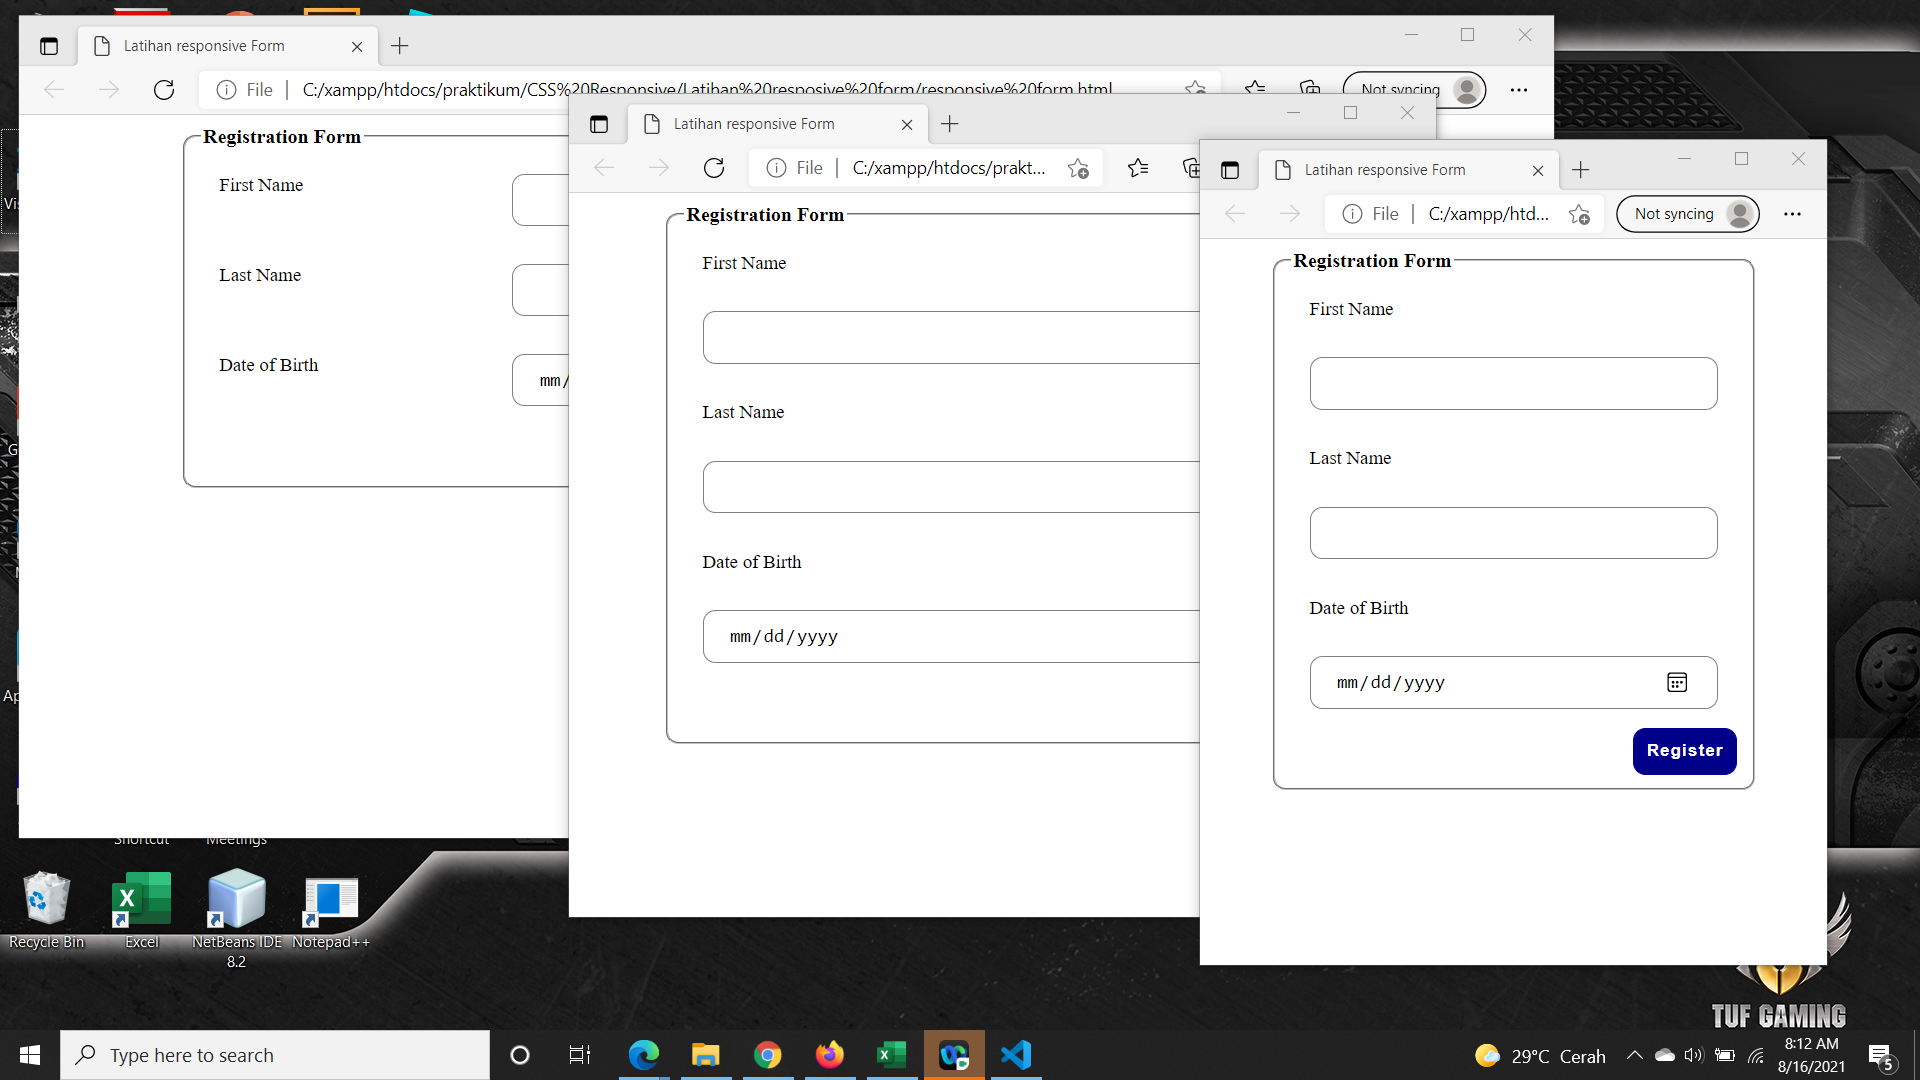 Latihan responsive Form
File
C:/xampp/htdocs/praktikum/CSS%20Responsive/Latihan%20resposive%20form/responsive%20form.html
Not syncing
Registration Form
First Name
Last Name
Date of Birth
mm/
Latihan responsive Form
File
C:/xampp/htdocs/prakt...
Registration Form
First Name
Last Name
Date of Birth
mm/dd/yyyy
Latihan responsive Form
File
C:/xampp/htd...
Not syncing
Registration Form
First Name
Last Name
Date of Birth
mm/dd/yyyy
Register
Shortcut
Meetings
Recycle Bin
Excel
NetBeans IDE
8.2
Notepad++
TUF GAMING
Type here to search
29°C Cerah
8:12 AM
8/16/2021
5